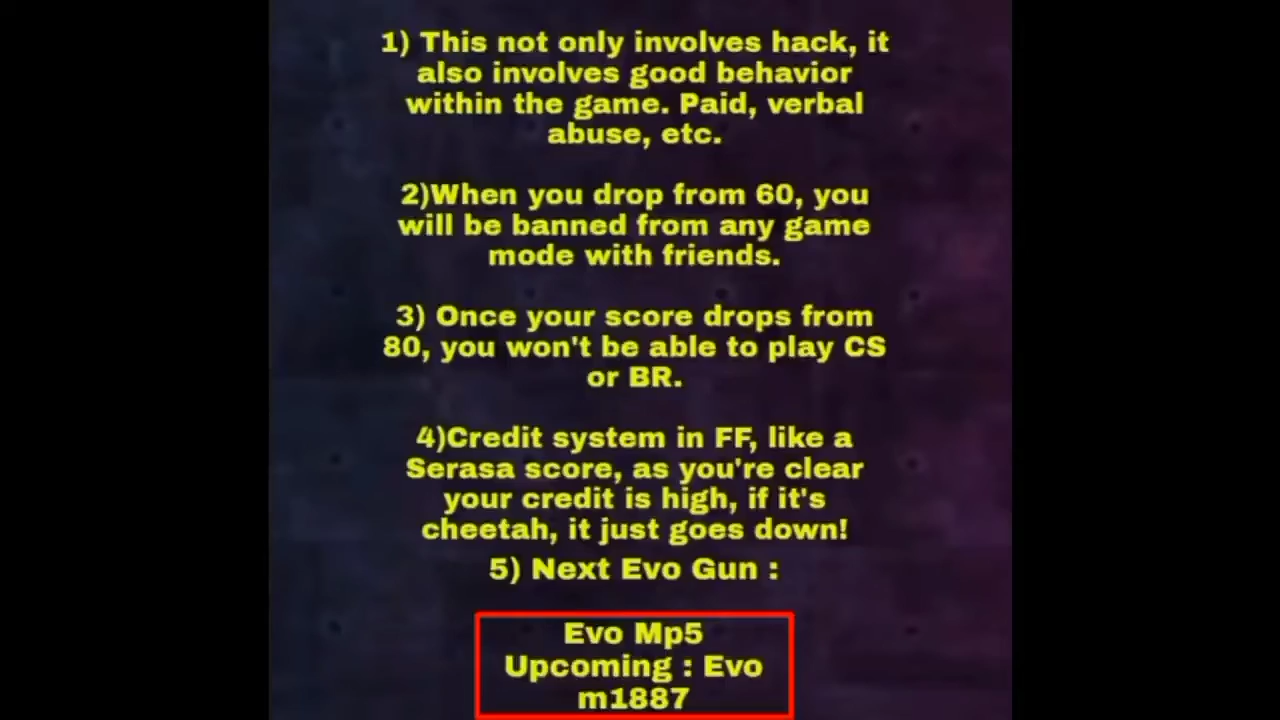 1) This not only involves hack, it
also involves good behavior
within the game. Paid, verbal
abuse, etc.
2)When you drop from 60, you
will be banned from any game
mode with friends.
3) Once your score drops from
80, you won't be able to play CS
or BR.
4)Credit system in FF, like a
Serasa score, as you're clear
your credit is high, if it's
cheetah, it just goes down!
5) Next Evo Gun :
Evo Mp5
Upcoming : Evo
m1887